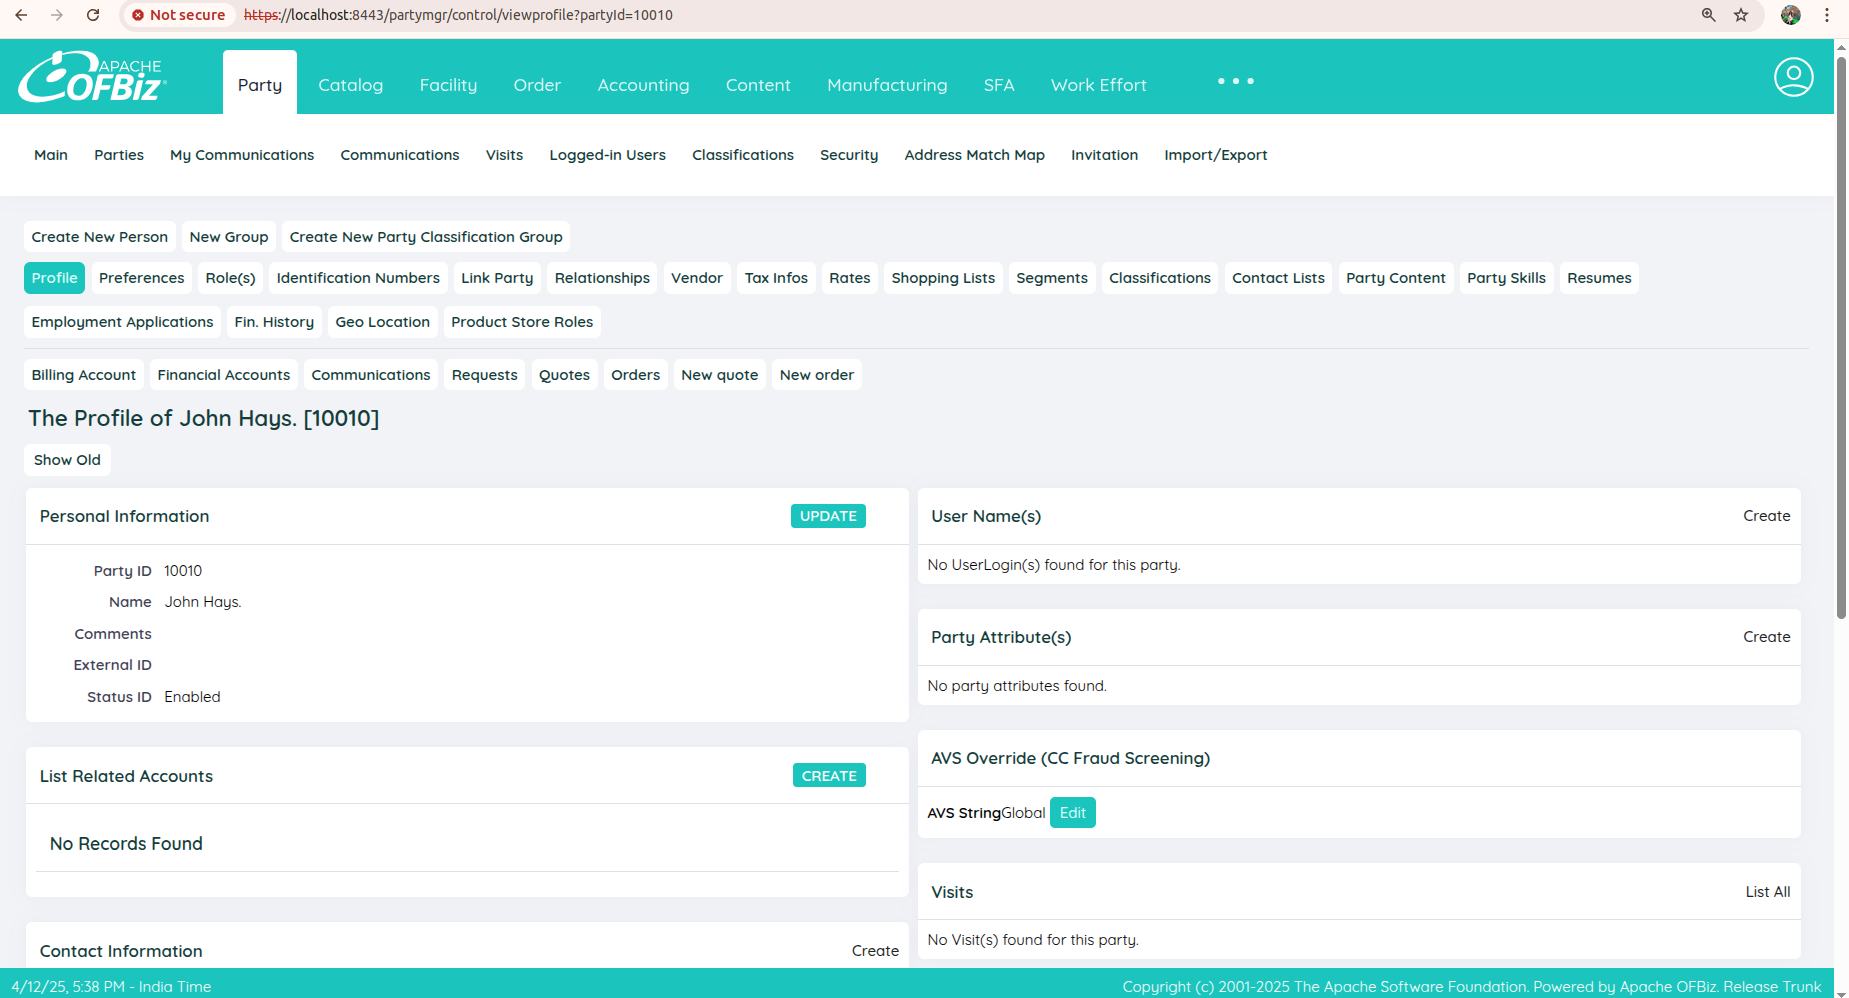 Not secure https://localhost:8443/partymgr/control/viewprofile?partyId=10010
APACHE OFBiz
Party Catalog Facility Order Accounting Content Manufacturing SFA Work Effort
Main Parties My Communications Communications Visits Logged-in Users Classifications Security Address Match Map Invitation Import/Export
Create New Person New Group Create New Party Classification Group
Profile Preferences Role(s) Identification Numbers Link Party Relationships Vendor Tax Infos Rates Shopping Lists Segments Classifications Contact Lists Party Content Party Skills Resumes
Employment Applications Fin. History Geo Location Product Store Roles
Billing Account Financial Accounts Communications Requests Quotes Orders New quote New order
The Profile of John Hays. [10010]
Show Old
Personal Information UPDATE
Party ID 10010
Name John Hays.
Comments
External ID
Status ID Enabled
List Related Accounts CREATE
No Records Found
Contact Information Create
User Name(s) Create
No UserLogin(s) found for this party.
Party Attribute(s) Create
No party attributes found.
AVS Override (CC Fraud Screening)
AVS StringGlobal Edit
Visits List All
No Visit(s) found for this party.
4/12/25, 5:38 PM - India Time
Copyright (c) 2001-2025 The Apache Software Foundation. Powered by Apache OFBiz. Release Trunk